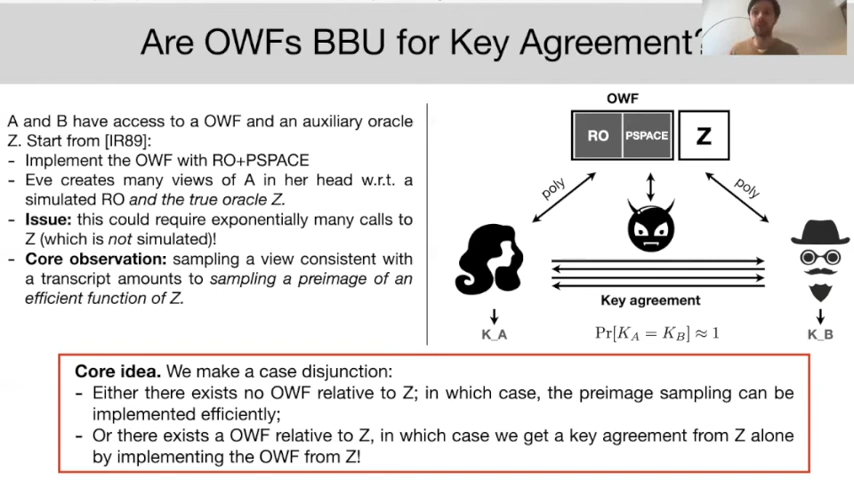 Are OWFs BBU for Key Agreement?
A and B have access to a OWF and an auxiliary oracle
Z. Start from [IR89]:
- Implement the OWF with RO+PSPACE
- Eve creates many views of A in her head w.r.t. a
simulated RO and the true oracle Z.
- Issue: this could require exponentially many calls to
Z (which is not simulated)!
- Core observation: sampling a view consistent with
a transcript amounts to sampling a preimage of an
efficient function of Z.
OWF
RO
PSPACE
Z
poly
poly
Key agreement
K_A
Pr[K_A = K_B] ≈ 1
K_B
Core idea. We make a case disjunction:
- Either there exists no OWF relative to Z; in which case, the preimage sampling can be
implemented efficiently;
- Or there exists a OWF relative to Z, in which case we get a key agreement from Z alone
by implementing the OWF from Z!